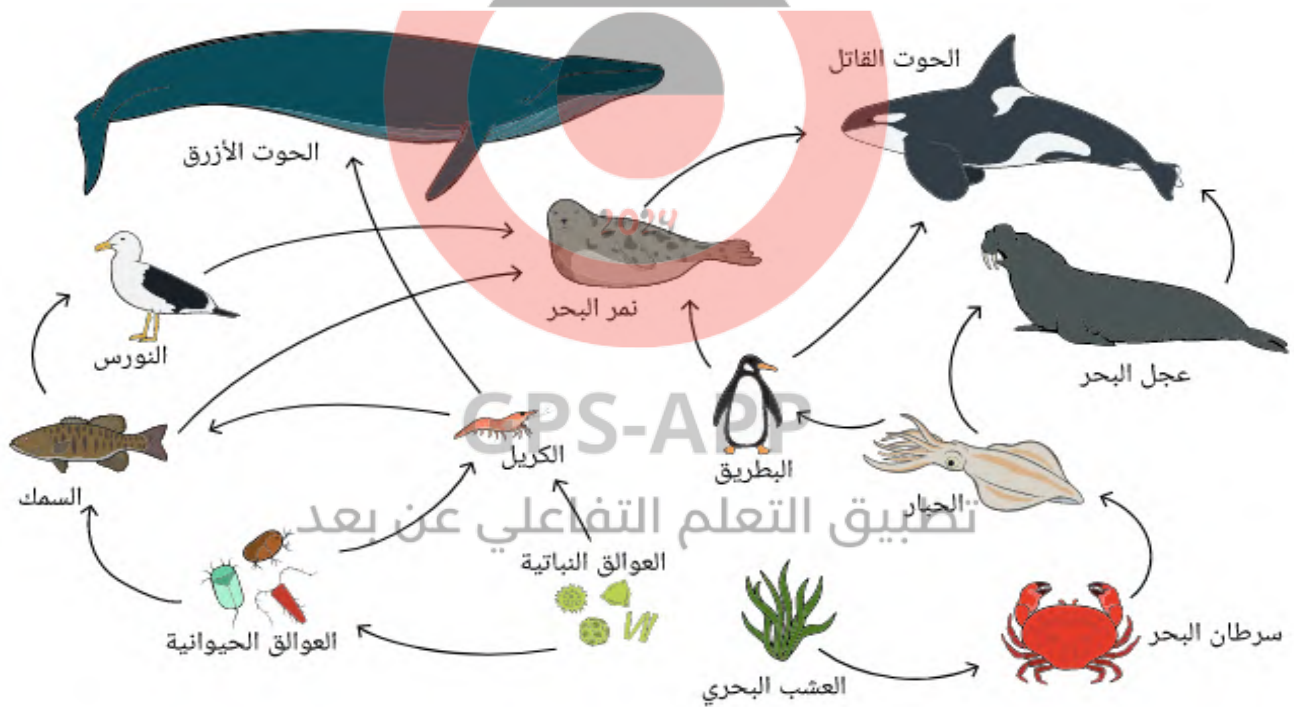 الحوت القاتل
الحوت الأزرق
2024
نمر البحر
النورس
عجل البحر
GPS-APP
الكريل
البطريق
السمك
الحبار
تطبيق التعلم التفاعلي عن بعد
العوالق النباتية
العوالق الحيوانية
سرطان البحر
العشب البحري